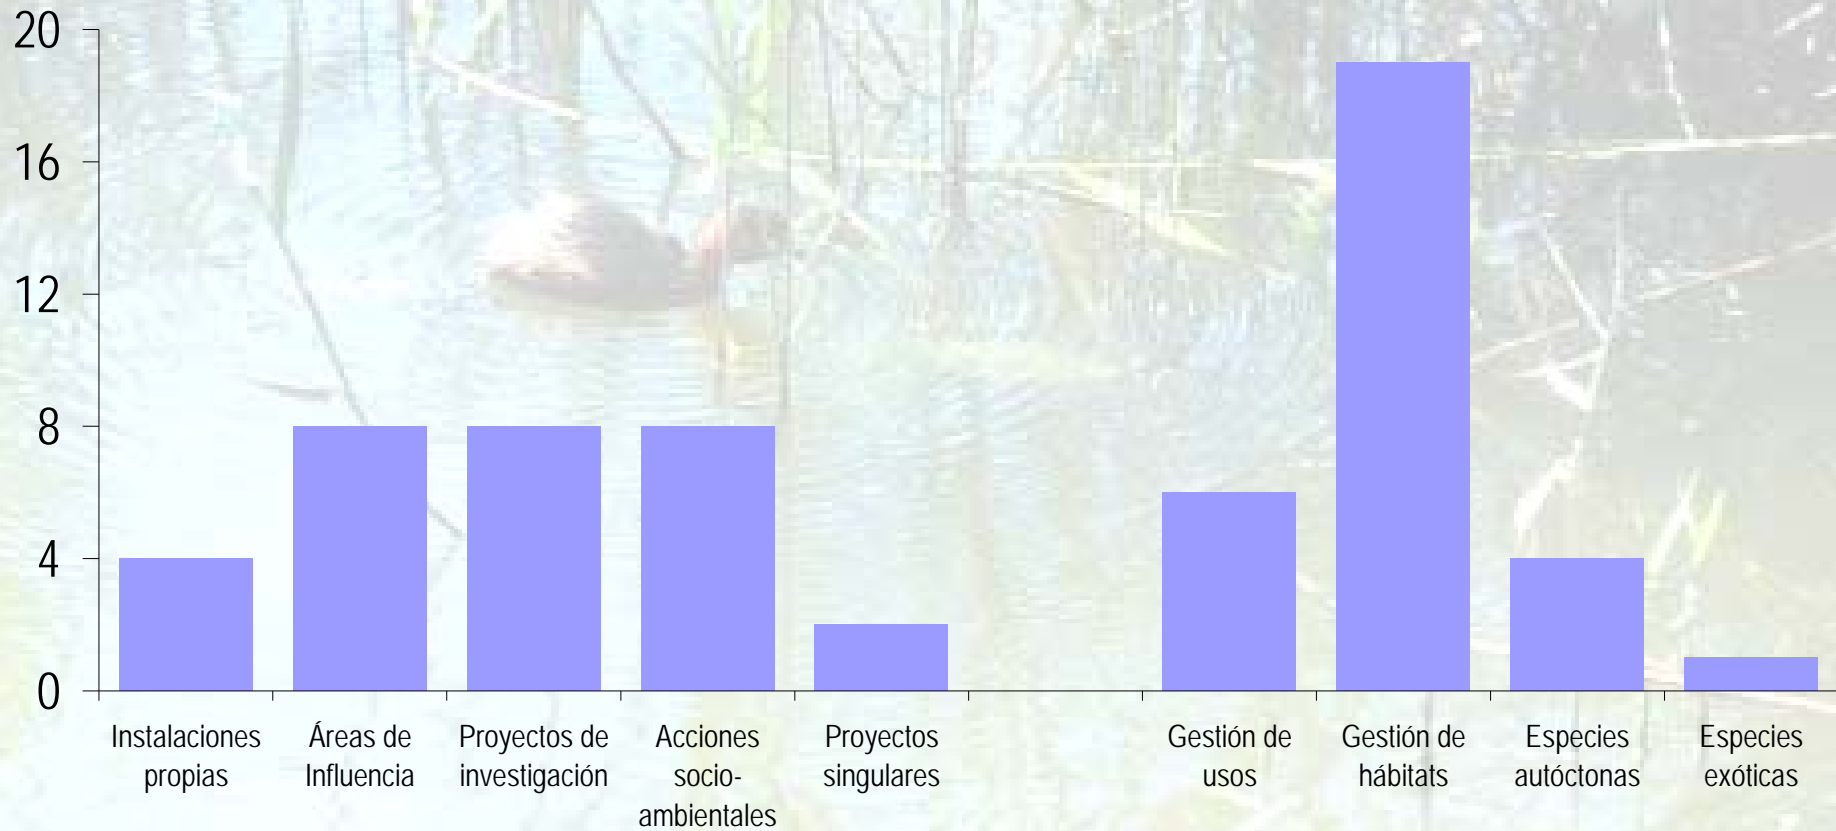 20
16
12
8
4
0
Instalaciones
propias
Áreas de
Influencia
Proyectos de
investigación
Acciones
socio-
ambientales
Proyectos
singulares
Gestión de
usos
Gestión de
hábitats
Especies
autóctonas
Especies
exóticas